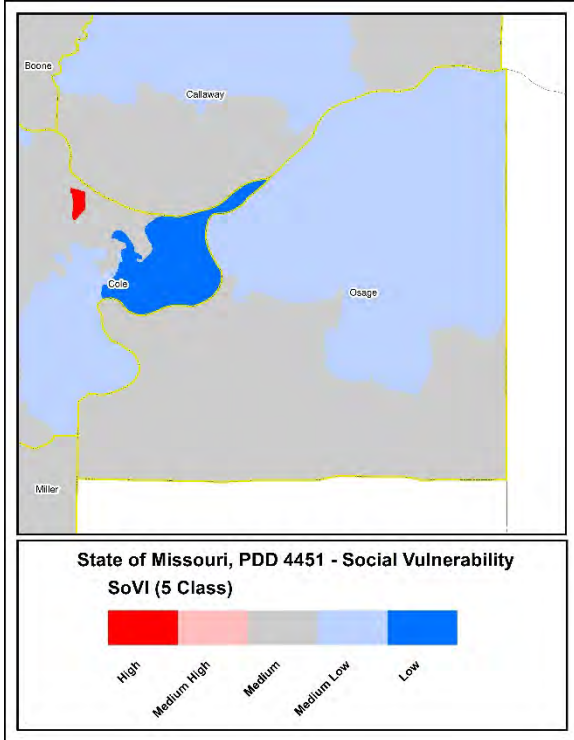 Boone
Callaway
Cole
Osage
Miller
State of Missouri, PDD 4451 - Social Vulnerability
SoVI (5 Class)
High
Medium High
Medium
Medium Low
Low